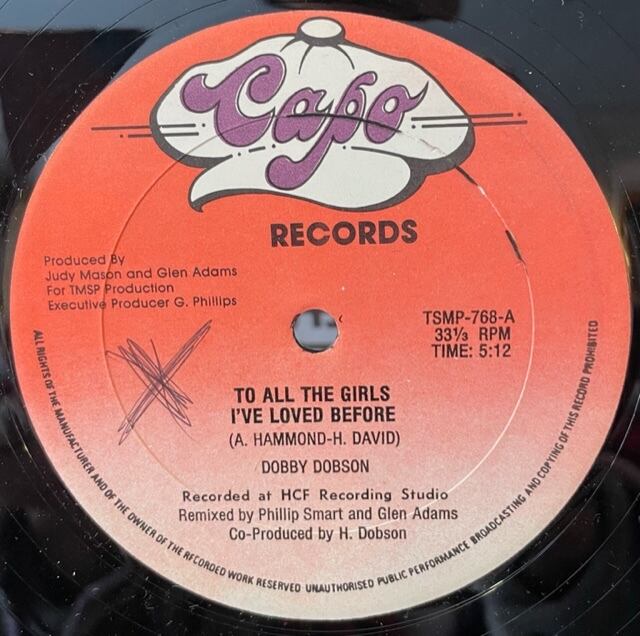 Capo
RECORDS
Produced By
Judy Mason and Glen Adams
For TMSP Production
Executive Producer G. Phillips
TSMP-768-A
33⅓ RPM
TIME: 5:12
TO ALL THE GIRLS
I'VE LOVED BEFORE
(A. HAMMOND-H. DAVID)
DOBBY DOBSON
Recorded at HCF Recording Studio
Remixed by Phillip Smart and Glen Adams
Co-Produced by H. Dobson
ALL RIGHTS OF THE MANUFACTURER AND OF THE OWNER OF THE RECORDED WORK RESERVED UNAUTHORISED PUBLIC PERFORMANCE BROADCASTING AND COPYING OF THIS RECORD PROHIBITED